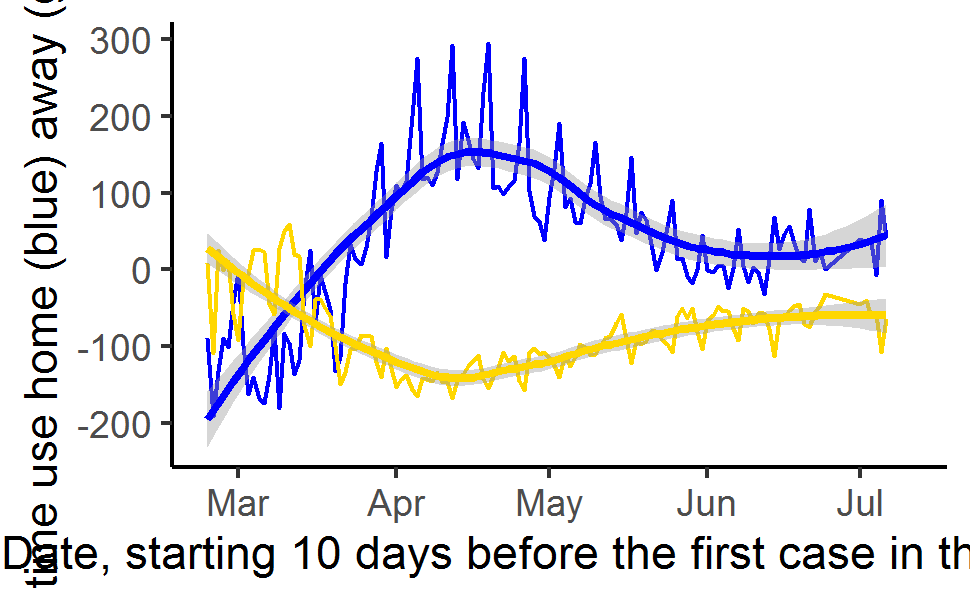 time use home (blue) away (
300
200
100
0
-100
-200
Mar Apr May Jun Jul
Date, starting 10 days before the first case in th